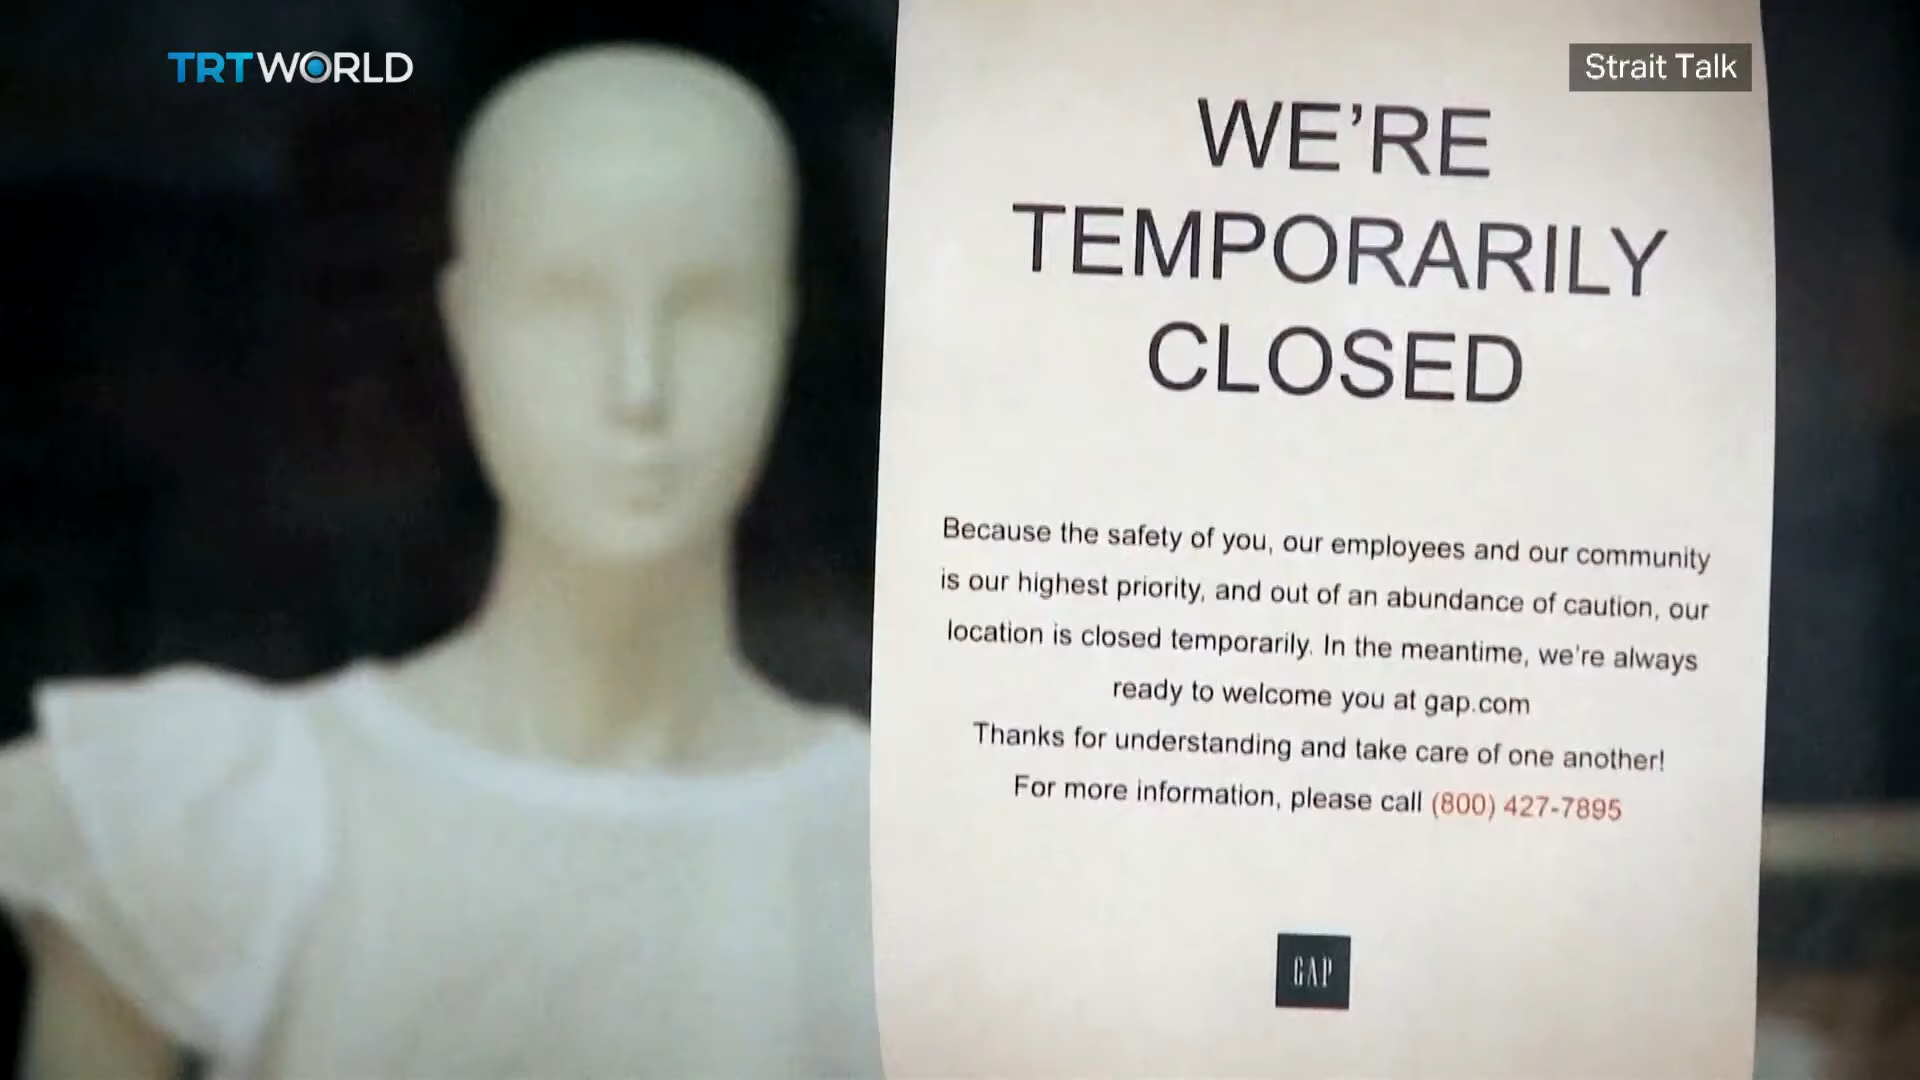 TRT WORLD
Strait Talk
WE'RE
TEMPORARILY
CLOSED
Because the safety of you, our employees and our community
is our highest priority, and out of an abundance of caution, our
location is closed temporarily. In the meantime, we're always
ready to welcome you at gap.com
Thanks for understanding and take care of one another!
For more information, please call (800) 427-7895
GAP